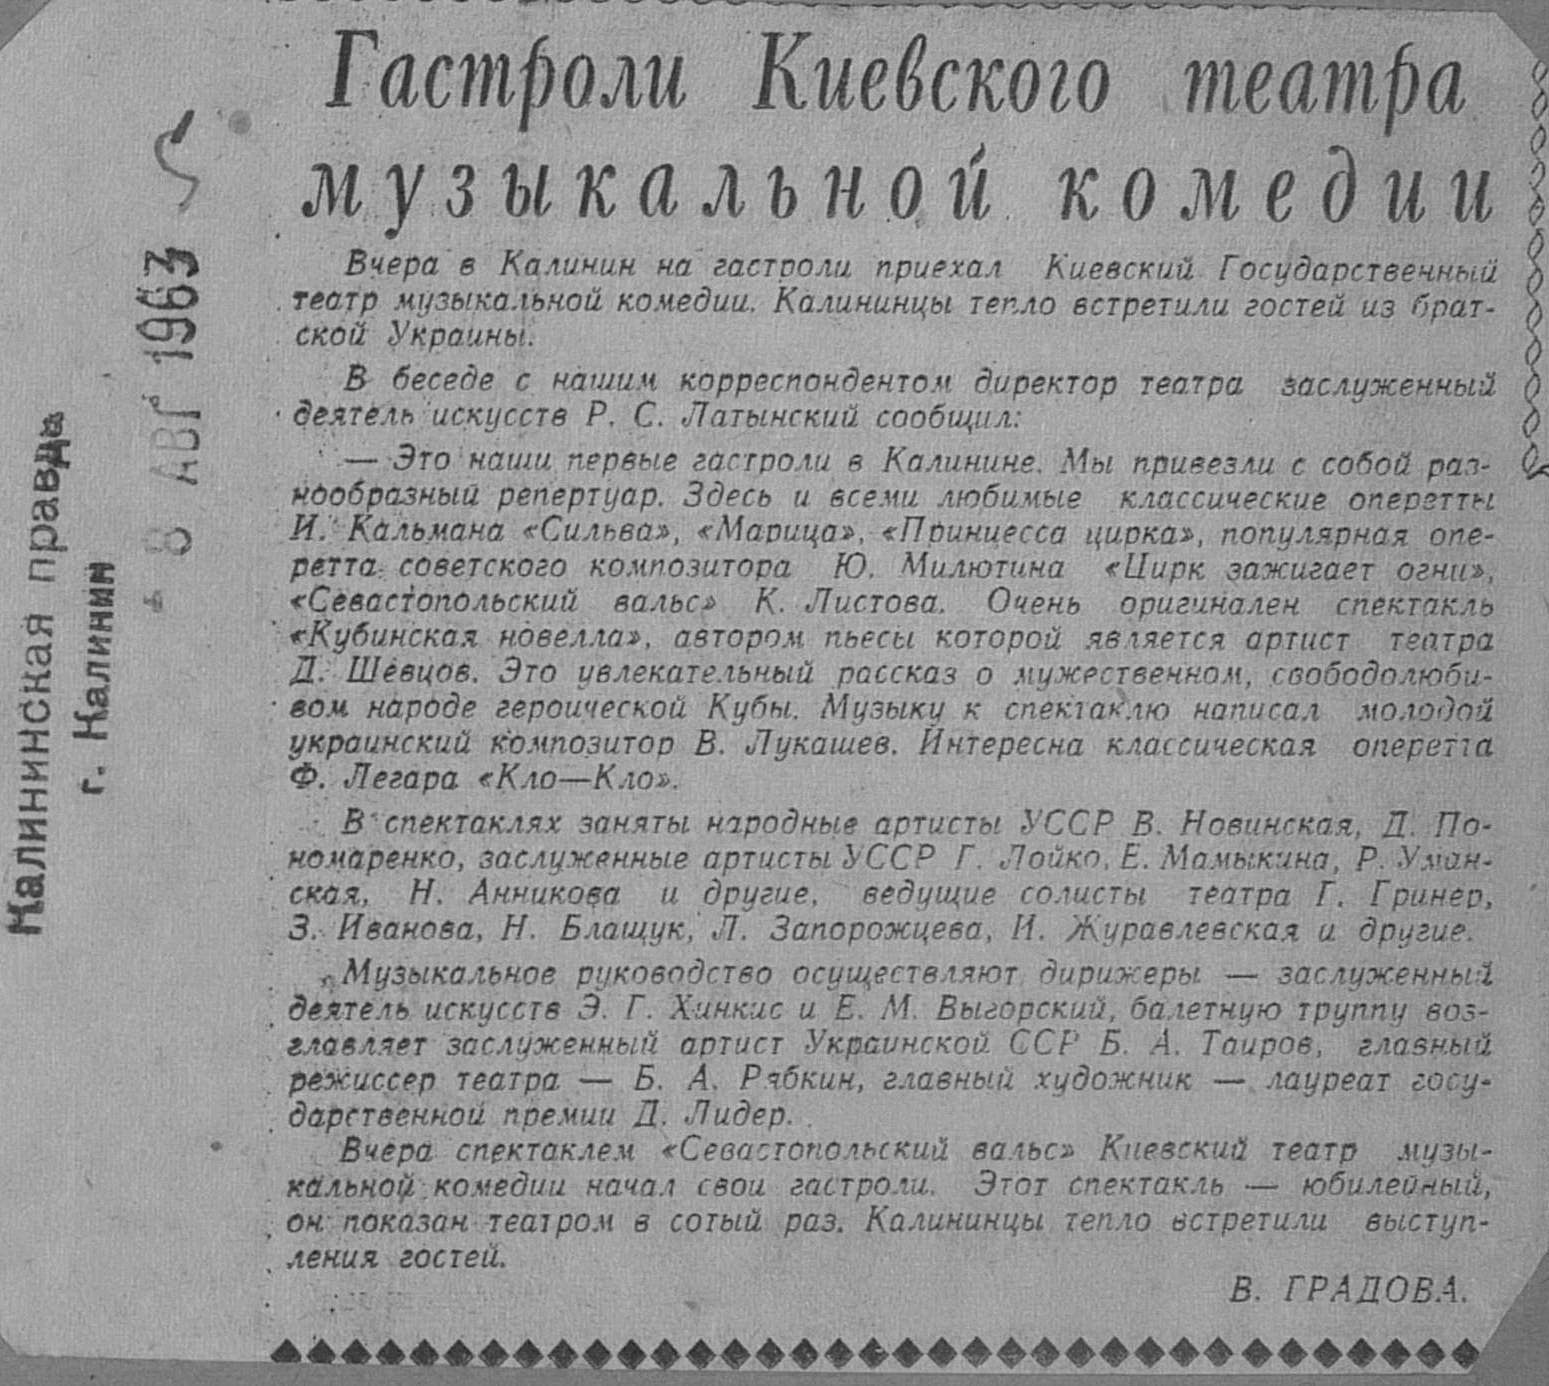 Гастроли Киевского театра
музыкальной комедии
Вчера в Калинин на гастроли приехал Киевский Государственный
театр музыкальной комедии. Калининцы тепло встретили гостей из брат-
ской Украины.
В беседе с нашим корреспондентом директор театра заслуженный
деятель искусств Р. С. Латынский сообщил:
— Это наши первые гастроли в Калинине. Мы привезли с собой раз-
нообразный репертуар. Здесь и всеми любимые классические оперетты
И. Кальмана «Сильва», «Марица», «Принцесса цирка», популярная опе-
ретта советского композитора Ю. Милютина «Цирк зажигает огни»,
«Севастопольский вальс» К. Листова. Очень оригинален спектакль
«Кубинская новелла», автором пьесы которой является артист театра
Д. Шевцов. Это увлекательный рассказ о мужественном, свободолюби-
вом народе героической Кубы. Музыку к спектаклю написал молодой
украинский композитор В. Лукашев. Интересна классическая оперетта
Ф. Легара «Кло—Кло».
В спектаклях заняты народные артисты УССР В. Новинская, Д. По-
номаренко, заслуженные артисты УССР Г. Лойко, Е. Мамыкина, Р. Уман-
ская, Н. Анникова и другие, ведущие солисты театра Г. Гринер,
З. Иванова, Н. Блащук, Л. Запорожцева, И. Журавлевская и другие.
Музыкальное руководство осуществляют дирижеры — заслуженный
деятель искусств Э. Г. Хинкис и Е. М. Выгорский, балетную труппу воз-
главляет заслуженный артист Украинской ССР Б. А. Таиров, главный
режиссер театра — Б. А. Рябкин, главный художник — лауреат госу-
дарственной премии Д. Лидер.
Вчера спектаклем «Севастопольский вальс» Киевский театр музы-
кальной комедии начал свои гастроли. Этот спектакль — юбилейный,
он показан театром в сотый раз. Калининцы тепло встретили выступ-
ления гостей.
В. ГРАДОВА.
Калининская правда
г. Калинин
8 АВГ 1963